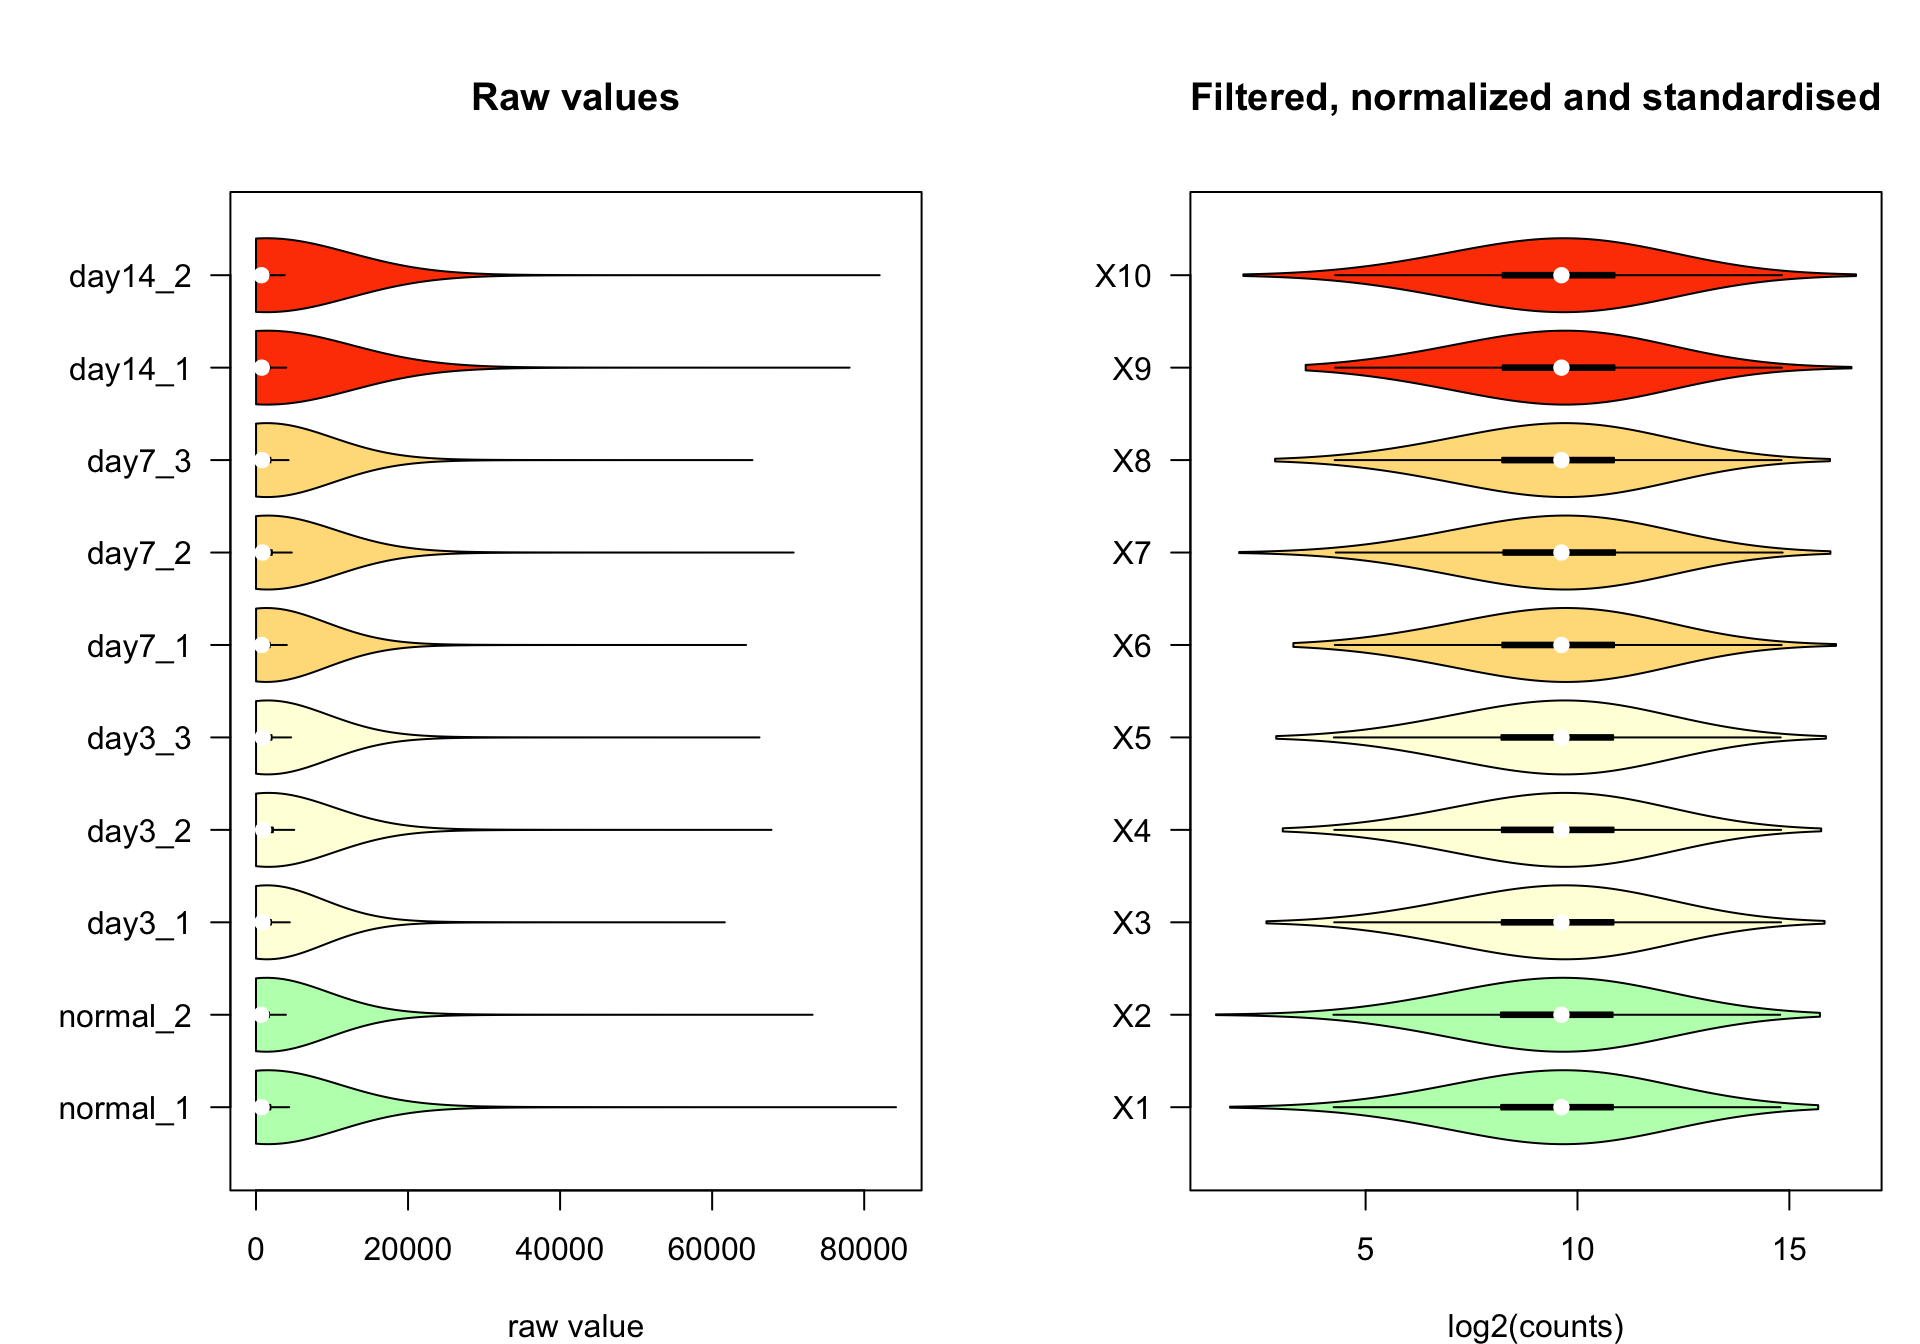 Raw values
day14_2
day14_1
day7_3
day7_2
day7_1
day3_3
day3_2
day3_1
normal_2
normal_1
0 20000 40000 60000 80000
raw value
Filtered, normalized and standardised
X10
X9
X8
X7
X6
X5
X4
X3
X2
X1
5 10 15
log2(counts)